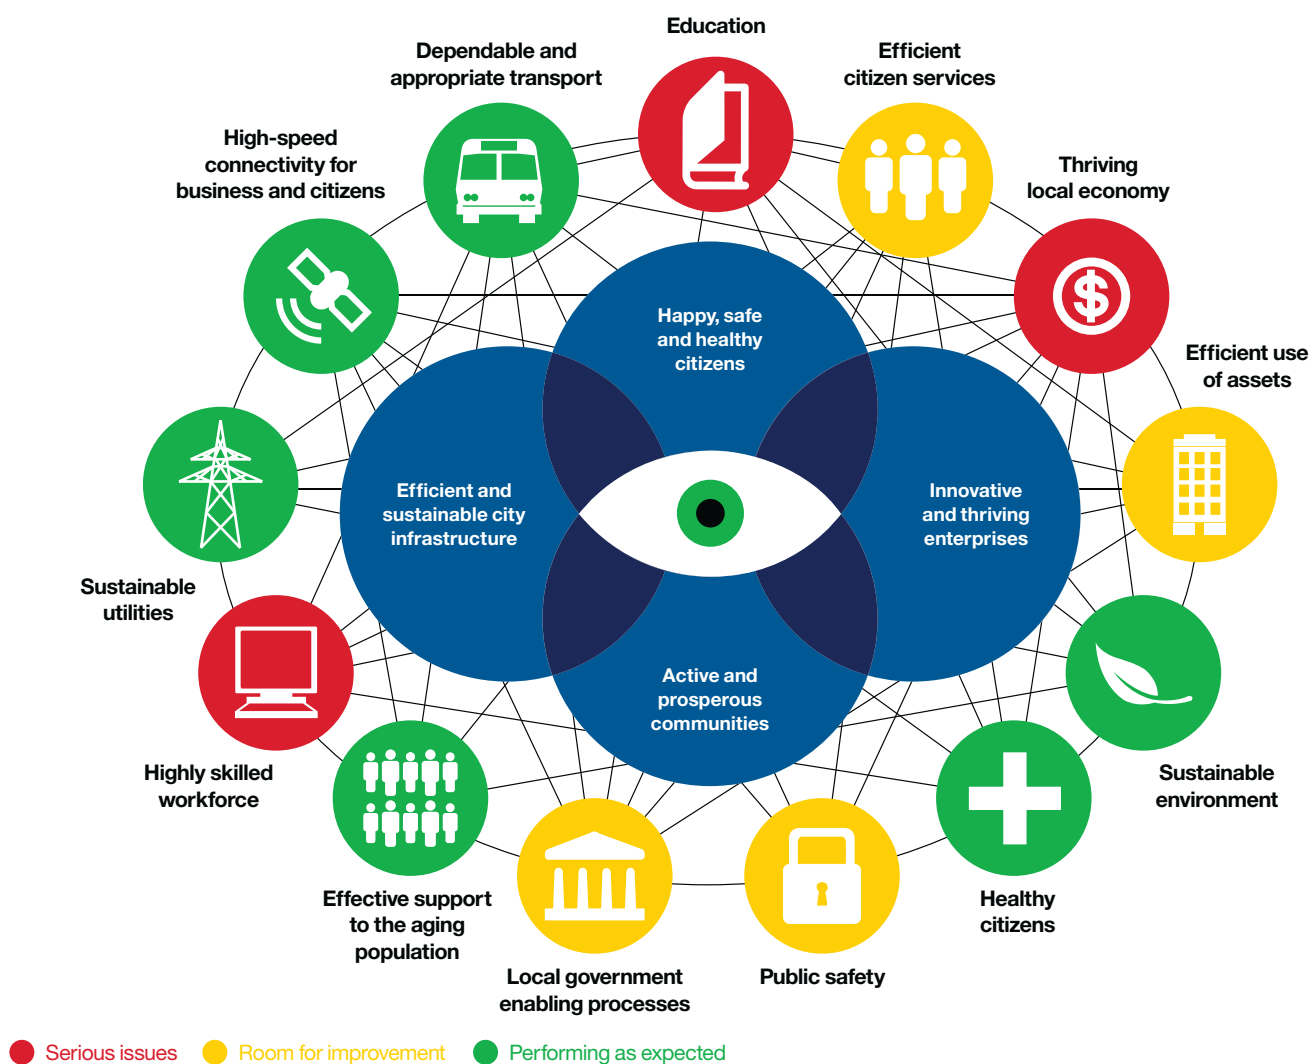 Education
Dependable and
appropriate transport
Efficient
citizen services
High-speed
connectivity for
business and citizens
Thriving
local economy
$
Happy, safe
and healthy
citizens
Efficient use
of assets
Efficient and
sustainable city
infrastructure
Innovative
and thriving
enterprises
Sustainable
utilities
Active and
prosperous
communities
Highly skilled
workforce
Sustainable
environment
Effective support
to the aging
population
Healthy
citizens
Local government
enabling processes
Public safety
Serious issues
Room for improvement
Performing as expected